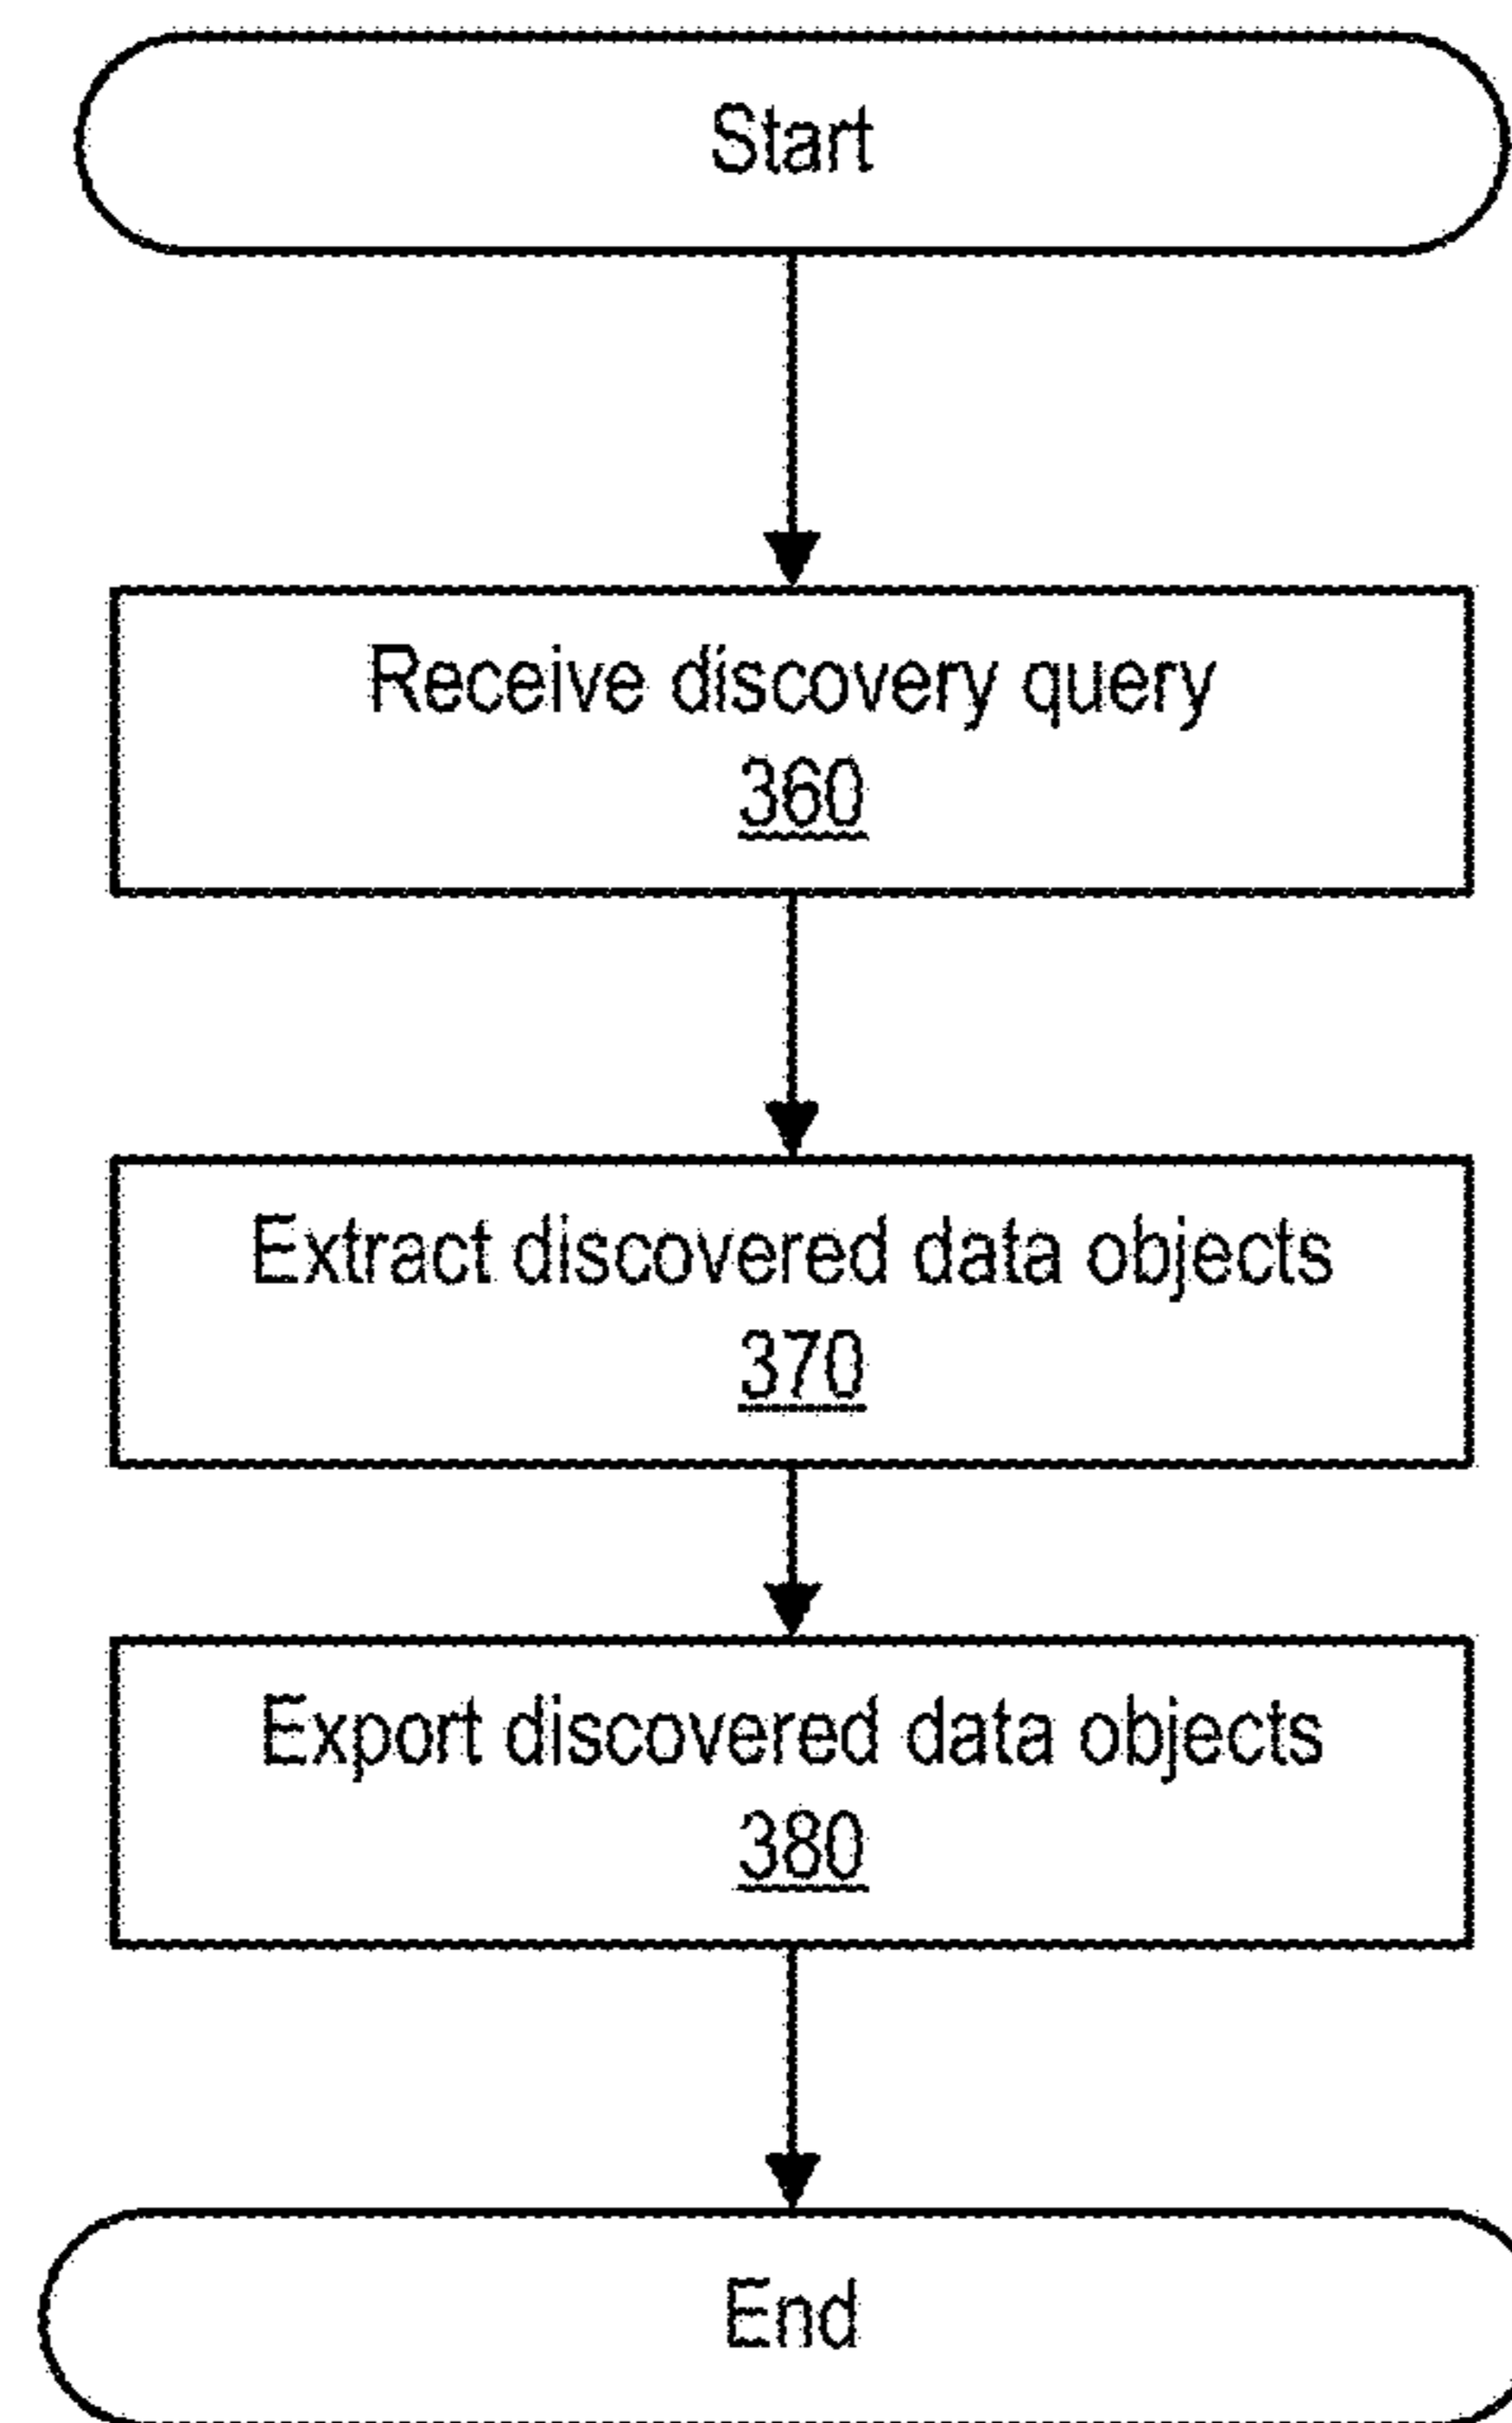 Start
Receive discovery query
360
Extract discovered data objects
370
Export discovered data objects
380
End